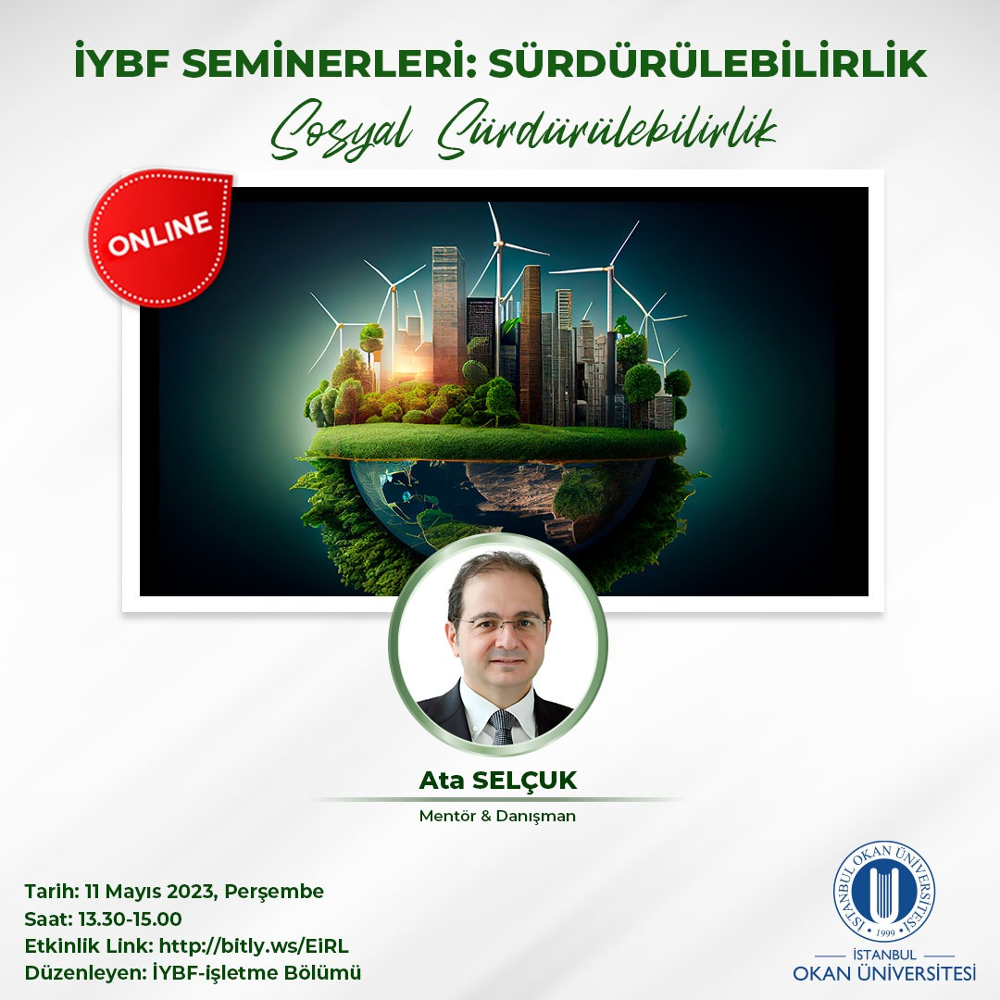 İYBF SEMİNERLERİ: SÜRDÜRÜLEBİLİRLİK
Sosyal Sürdürülebilirlik
ONLINE
Ata SELÇUK
Mentör & Danışman
Tarih: 11 Mayıs 2023, Perşembe
Saat: 13.30-15.00
Etkinlik Link: http://bitly.ws/EiRL
Düzenleyen: İYBF-işletme Bölümü
İSTANBUL OKAN ÜNİVERSİTESİ
1999
İSTANBUL
OKAN ÜNİVERSİTESİ